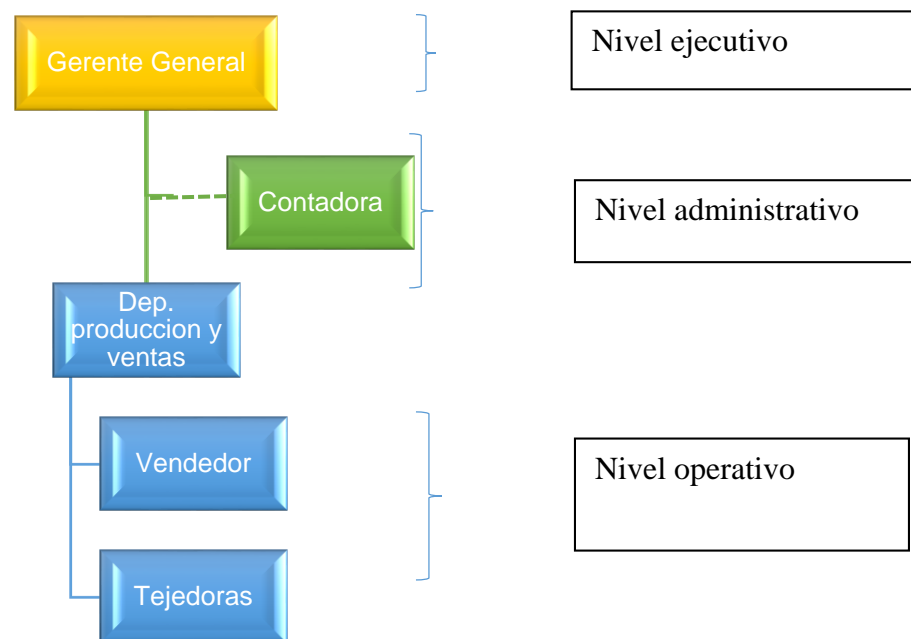 Gerente General
Nivel ejecutivo
Contadora
Nivel administrativo
Dep.
produccion y
ventas
Vendedor
Nivel operativo
Tejedoras